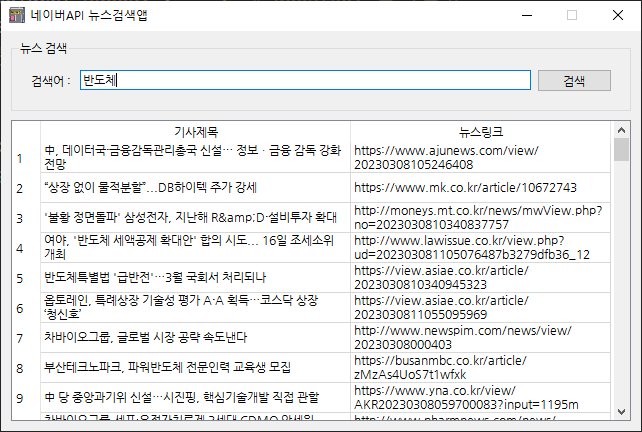 네이버API 뉴스검색앱
뉴스 검색
검색어 :
반도체
검색
기사제목
뉴스링크
1
中, 데이터국·금융감독관리총국 신설… 정보 · 금융 감독 강화
전망
https://www.ajunews.com/view/
20230308105246408
2
“상장 없이 물적분할”…DB하이텍 주가 강세
https://www.mk.co.kr/article/10672743
3
'불황 정면돌파' 삼성전자, 지난해 R&amp;D·설비투자 확대
http://moneys.mt.co.kr/news/mwView.php?
no=2023030810340837757
4
여야, '반도체 세액공제 확대안' 합의 시도... 16일 조세소위
개최
http://www.lawissue.co.kr/view.php?
ud=202303081105076487b3279dfb36_12
5
반도체특별법 '급반전'…3월 국회서 처리되나
https://view.asiae.co.kr/article/
2023030810340945323
6
옵토레인, 특례상장 기술성 평가 A·A 획득…코스닥 상장
‘청신호’
https://view.asiae.co.kr/article/
2023030811055095969
7
차바이오그룹, 글로벌 시장 공략 속도낸다
http://www.newspim.com/news/view/
20230308000403
8
부산테크노파크, 파워반도체 전문인력 교육생 모집
https://busanmbc.co.kr/article/
zMzAs4UoS7t1wfxk
9
中 당 중앙과기위 신설…시진핑, 핵심기술개발 직접 관할
https://www.yna.co.kr/view/
AKR20230308059700083?input=1195m